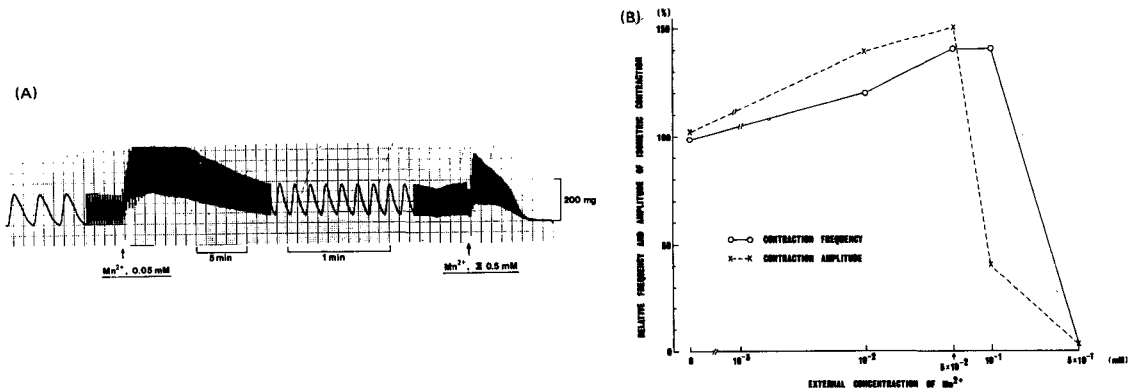 (A)
200 mg
5 min
1 min
Mn²⁺, 0.05 mM
Mn²⁺, Σ 0.5 mM
(B)
(%)
150
100
50
0
RELATIVE FREQUENCY AND AMPLITUDE OF ISOMETRIC CONTRACTION
CONTRACTION FREQUENCY
CONTRACTION AMPLITUDE
0
10⁻²
5×10⁻²
10⁻¹
5×10⁻¹
(mM)
EXTERNAL CONCENTRATION OF Mn²⁺